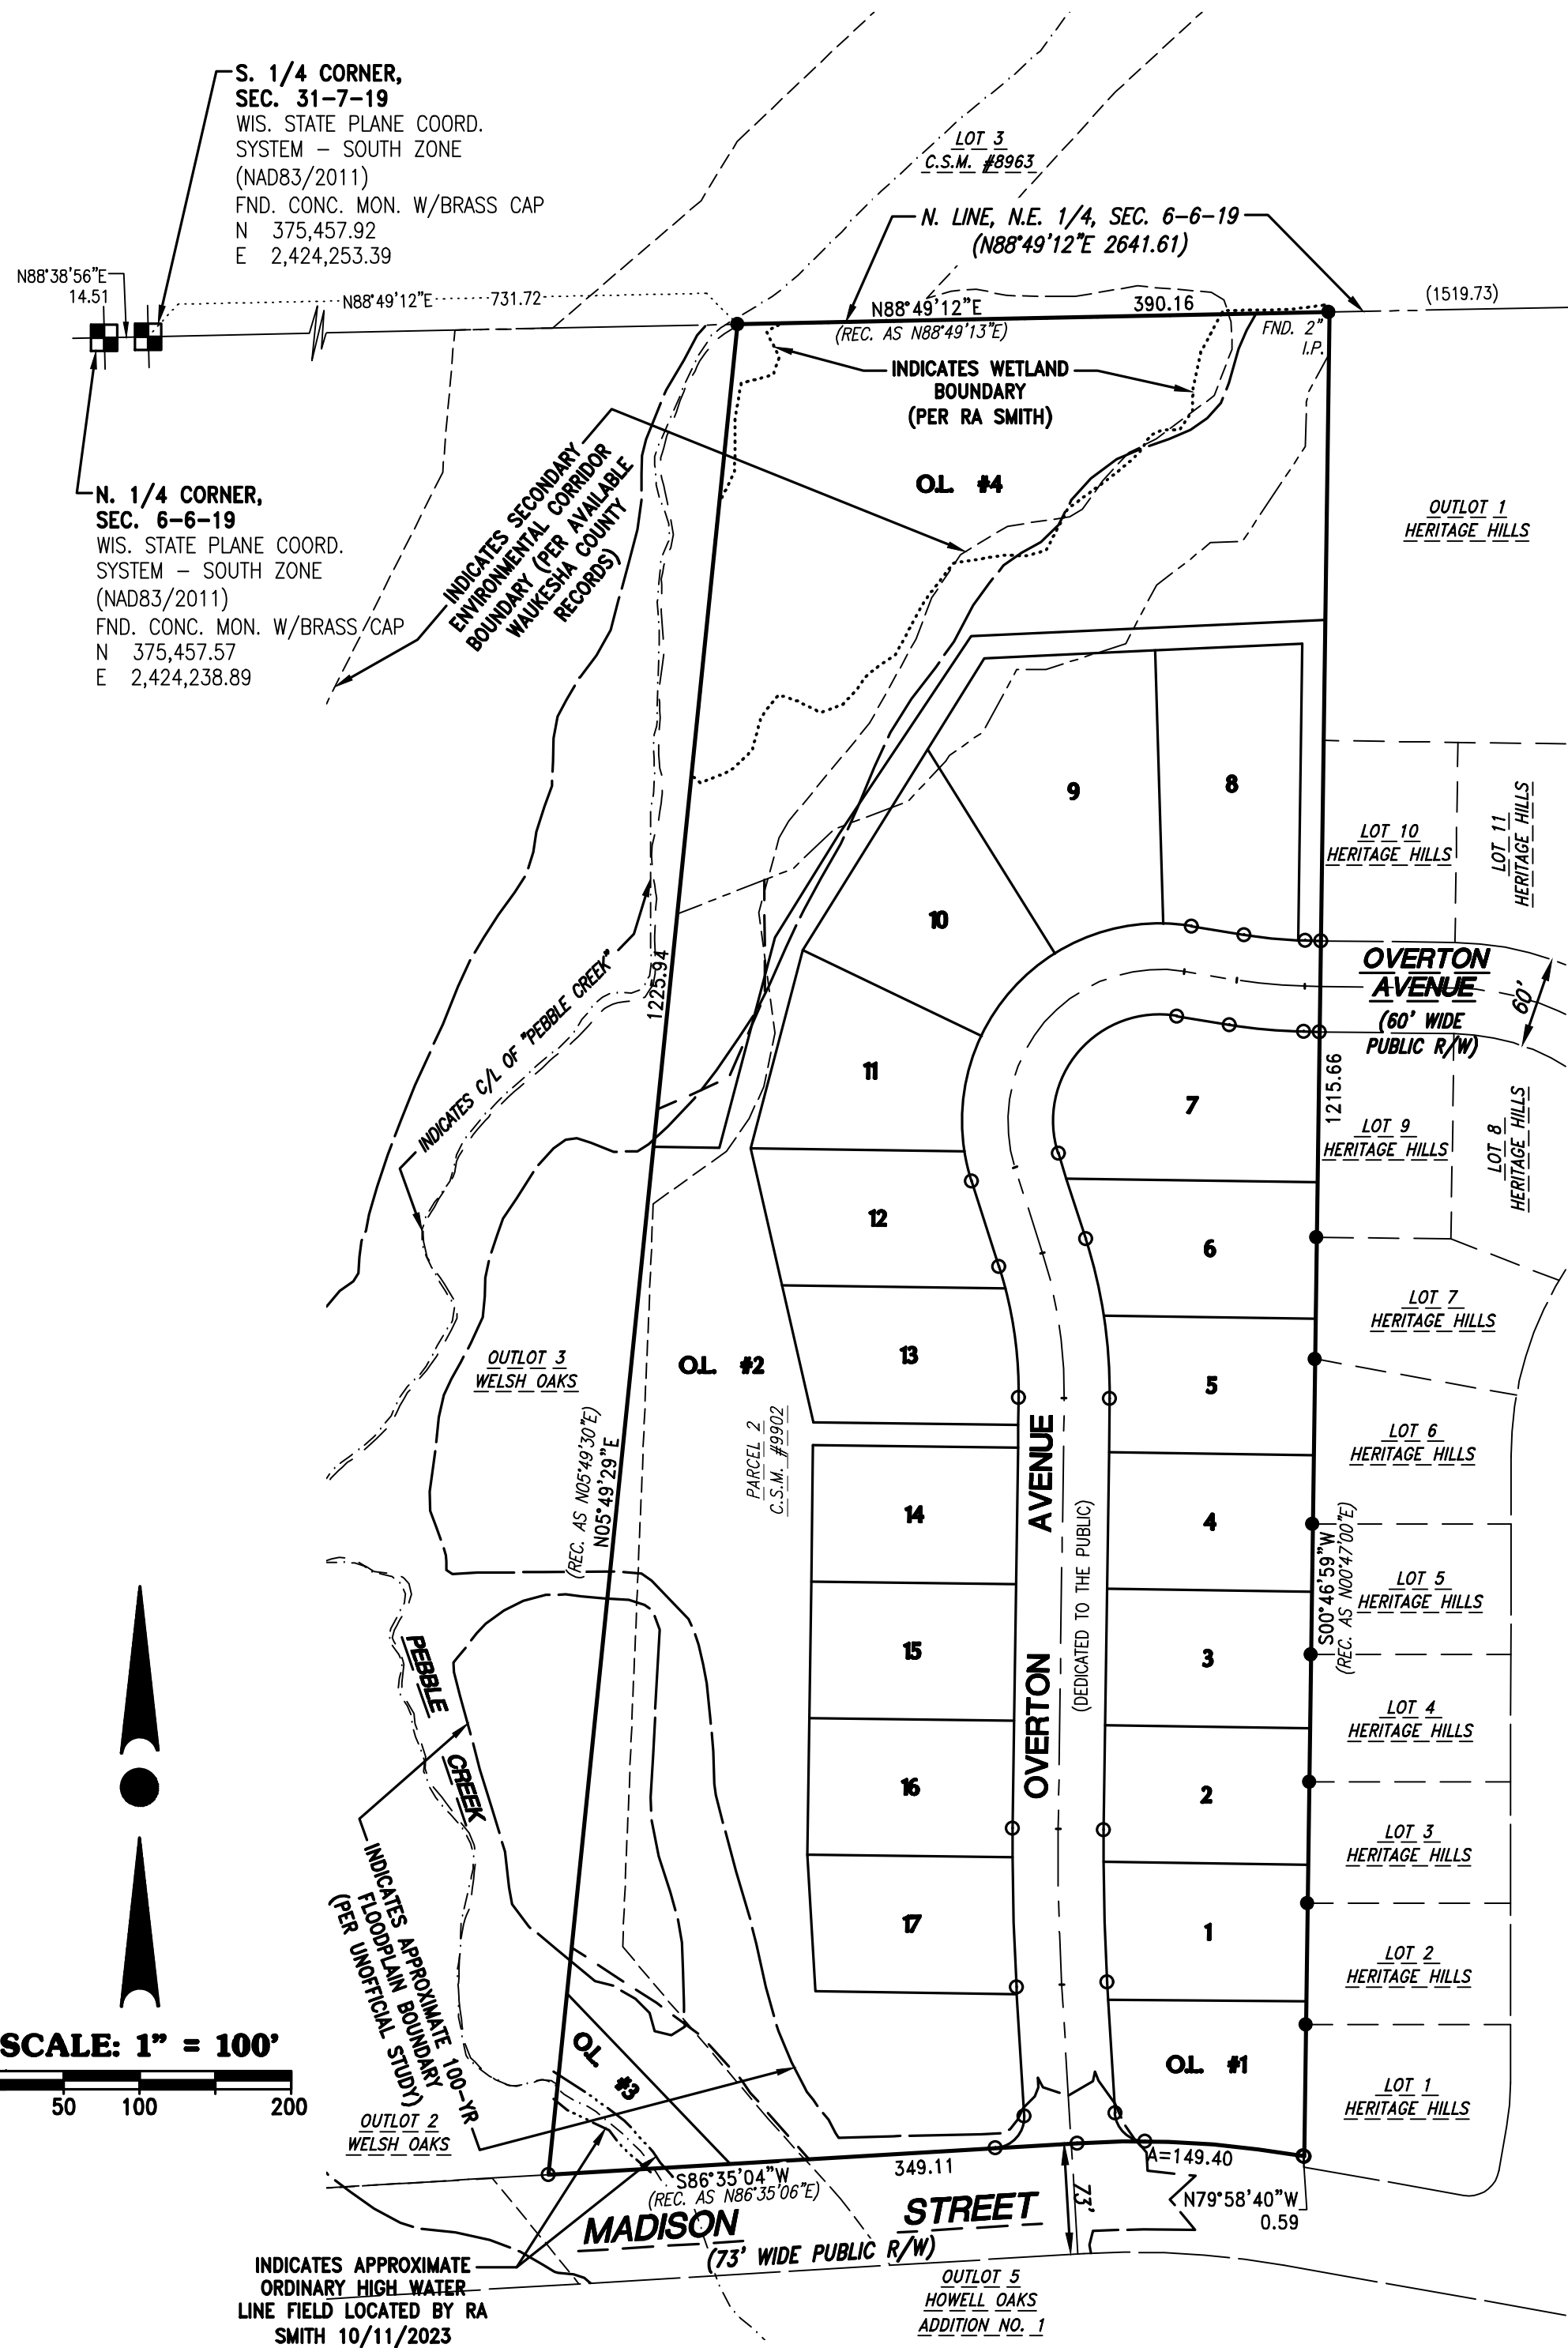 S. 1/4 CORNER,
SEC. 31-7-19
WIS. STATE PLANE COORD.
SYSTEM – SOUTH ZONE
(NAD83/2011)
FND. CONC. MON. W/BRASS CAP
N 375,457.92
E 2,424,253.39
LOT 3
C.S.M. #8963
N. LINE, N.E. 1/4, SEC. 6-6-19
(N88°49'12"E 2641.61)
N88°38'56"E
14.51
N88°49'12"E
731.72
N88°49'12"E
390.16
(REC. AS N88°49'13"E)
(1519.73)
FND. 2"
I.P.
INDICATES WETLAND
BOUNDARY
(PER RA SMITH)
N. 1/4 CORNER,
SEC. 6-6-19
WIS. STATE PLANE COORD.
SYSTEM – SOUTH ZONE
(NAD83/2011)
FND. CONC. MON. W/BRASS CAP
N 375,457.57
E 2,424,238.89
INDICATES SECONDARY
ENVIRONMENTAL CORRIDOR
BOUNDARY (PER AVAILABLE
WAUKESHA COUNTY
RECORDS)
O.L. #4
OUTLOT 1
HERITAGE HILLS
9
8
LOT 10
HERITAGE HILLS
LOT 11
HERITAGE HILLS
10
OVERTON
AVENUE
(60' WIDE
PUBLIC R/W)
60'
INDICATES C/L OF "PEBBLE CREEK"
1225.94
11
7
1215.66
LOT 9
HERITAGE HILLS
LOT 8
HERITAGE HILLS
12
6
LOT 7
HERITAGE HILLS
OUTLOT 3
WELSH OAKS
O.L. #2
13
5
PARCEL 2
C.S.M. #9902
(REC. AS N05°49'30"E)
N05°49'29"E
LOT 6
HERITAGE HILLS
14
OVERTON AVENUE
(DEDICATED TO THE PUBLIC)
4
S00°46'59"W
(REC. AS N00°47'00"E)
LOT 5
HERITAGE HILLS
15
3
PEBBLE
CREEK
LOT 4
HERITAGE HILLS
16
2
LOT 3
HERITAGE HILLS
INDICATES APPROXIMATE 100-YR
FLOODPLAIN BOUNDARY
(PER UNOFFICIAL STUDY)
17
1
LOT 2
HERITAGE HILLS
SCALE: 1" = 100'
50 100 200
O.L. #3
O.L. #1
LOT 1
HERITAGE HILLS
OUTLOT 2
WELSH OAKS
S86°35'04"W
349.11
(REC. AS N86°35'06"E)
A=149.40
N79°58'40"W
0.59
73'
MADISON STREET
(73' WIDE PUBLIC R/W)
INDICATES APPROXIMATE
ORDINARY HIGH WATER
LINE FIELD LOCATED BY RA
SMITH 10/11/2023
OUTLOT 5
HOWELL OAKS
ADDITION NO. 1